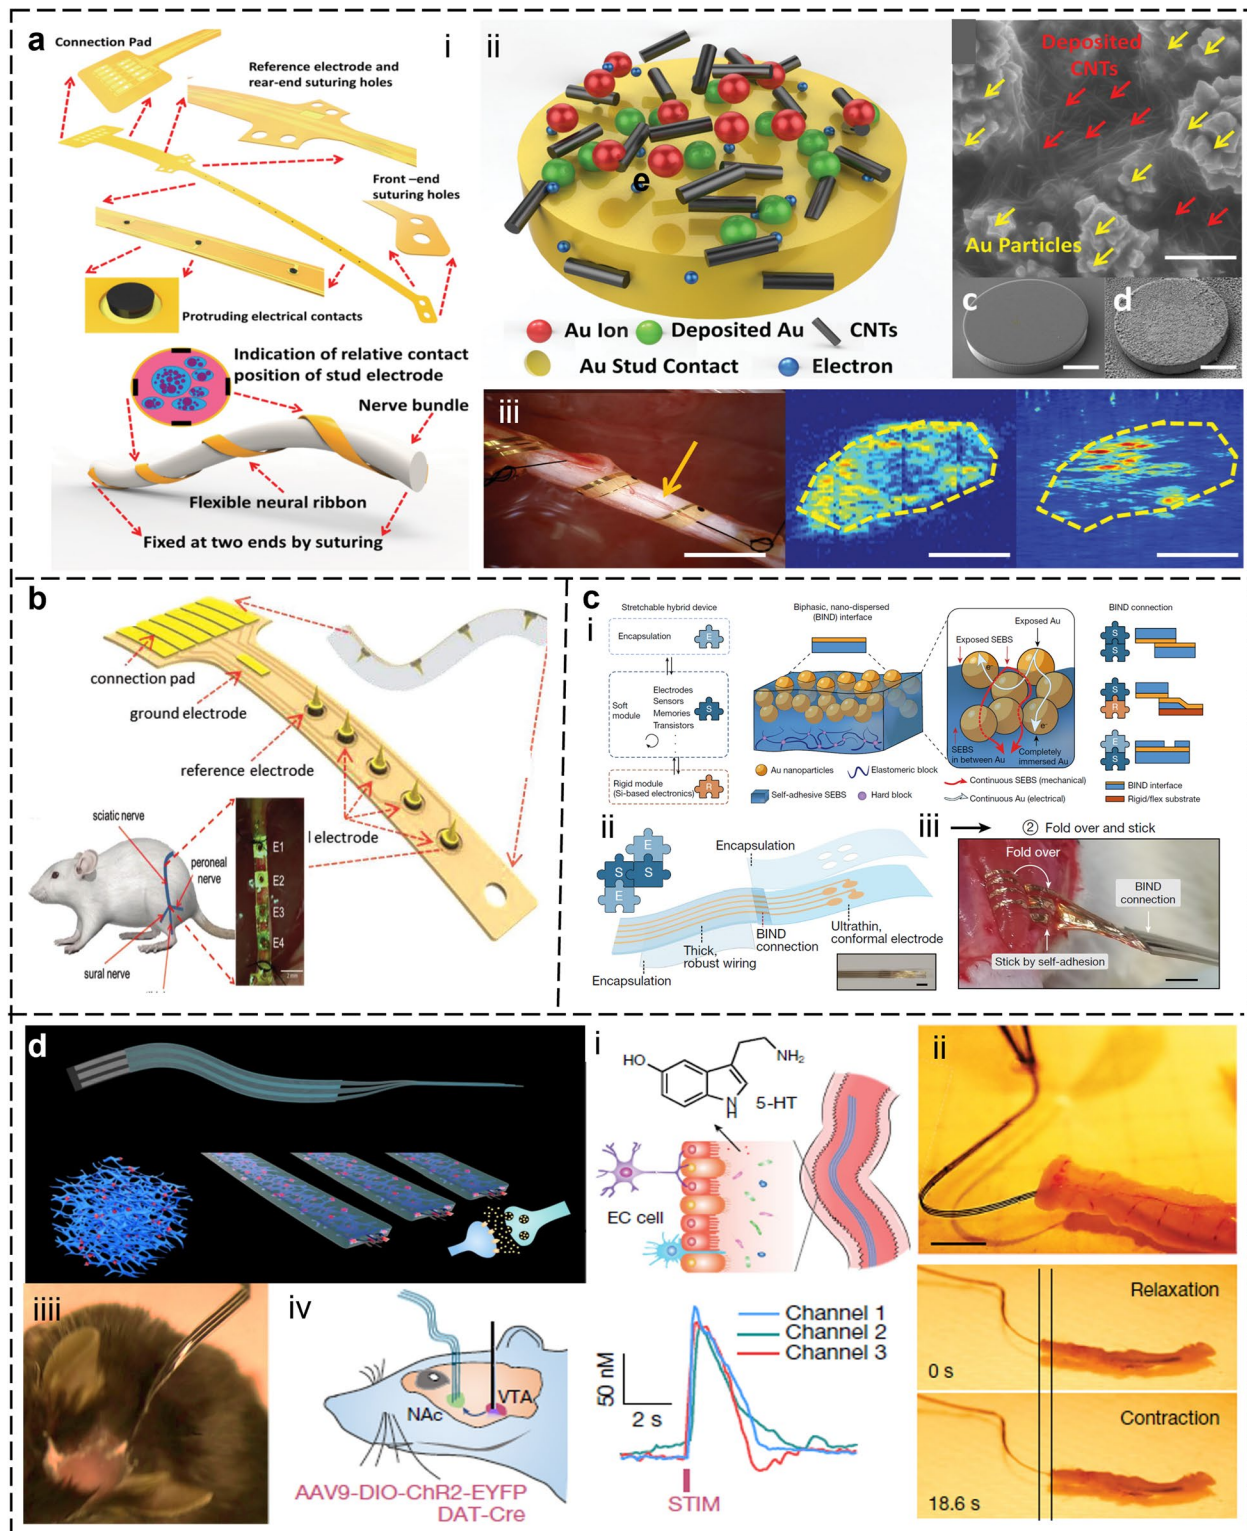 a
i
Connection Pad
Reference electrode and
rear-end suturing holes
Front –end
suturing holes
Protruding electrical contacts
Indication of relative contact
position of stud electrode
Nerve bundle
Flexible neural ribbon
Fixed at two ends by suturing
ii
e
Au Ion
Deposited Au
CNTs
Au Stud Contact
Electron
Deposited
CNTs
Au Particles
c
d
iii
b
connection pad
ground electrode
reference electrode
l electrode
sciatic nerve
peroneal
nerve
sural nerve
E1
E2
E3
E4
2 mm
c
i
Stretchable hybrid device
Encapsulation
E
Soft
module
Electrodes
Sensors
Memories
Transistors
S
Rigid module
(Si-based electronics)
R
Biphasic, nano-dispersed
(BIND) interface
Au nanoparticles
Elastomeric block
Self-adhesive SEBS
Hard block
Exposed SEBS
Exposed Au
e-
e-
SEBS
in between Au
Completely
immersed Au
Continuous SEBS (mechanical)
Continuous Au (electrical)
BIND connection
S
S
S
R
E
S
BIND interface
Rigid/flex substrate
ii
E
S
S
E
Encapsulation
BIND
connection
Ultrathin,
conformal electrode
Thick,
robust wiring
Encapsulation
iii
② Fold over and stick
Fold over
BIND
connection
Stick by self-adhesion
d
i
HO
NH2
N
H
5-HT
EC cell
ii
Relaxation
0 s
Contraction
18.6 s
iiii
iv
NAc
VTA
AAV9-DIO-ChR2-EYFP
DAT-Cre
Channel 1
Channel 2
Channel 3
50 nM
2 s
STIM